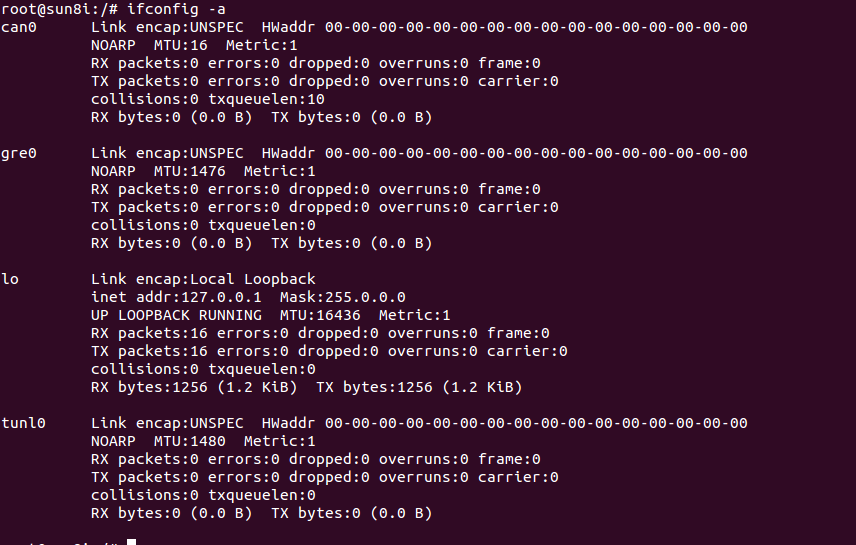 root@sun8i:/# ifconfig -a
can0      Link encap:UNSPEC  HWaddr 00-00-00-00-00-00-00-00-00-00-00-00-00-00-00-00
          NOARP  MTU:16  Metric:1
          RX packets:0 errors:0 dropped:0 overruns:0 frame:0
          TX packets:0 errors:0 dropped:0 overruns:0 carrier:0
          collisions:0 txqueuelen:10
          RX bytes:0 (0.0 B)  TX bytes:0 (0.0 B)

gre0      Link encap:UNSPEC  HWaddr 00-00-00-00-00-00-00-00-00-00-00-00-00-00-00-00
          NOARP  MTU:1476  Metric:1
          RX packets:0 errors:0 dropped:0 overruns:0 frame:0
          TX packets:0 errors:0 dropped:0 overruns:0 carrier:0
          collisions:0 txqueuelen:0
          RX bytes:0 (0.0 B)  TX bytes:0 (0.0 B)

lo        Link encap:Local Loopback
          inet addr:127.0.0.1  Mask:255.0.0.0
          UP LOOPBACK RUNNING  MTU:16436  Metric:1
          RX packets:16 errors:0 dropped:0 overruns:0 frame:0
          TX packets:16 errors:0 dropped:0 overruns:0 carrier:0
          collisions:0 txqueuelen:0
          RX bytes:1256 (1.2 KiB)  TX bytes:1256 (1.2 KiB)

tunl0     Link encap:UNSPEC  HWaddr 00-00-00-00-00-00-00-00-00-00-00-00-00-00-00-00
          NOARP  MTU:1480  Metric:1
          RX packets:0 errors:0 dropped:0 overruns:0 frame:0
          TX packets:0 errors:0 dropped:0 overruns:0 carrier:0
          collisions:0 txqueuelen:0
          RX bytes:0 (0.0 B)  TX bytes:0 (0.0 B)